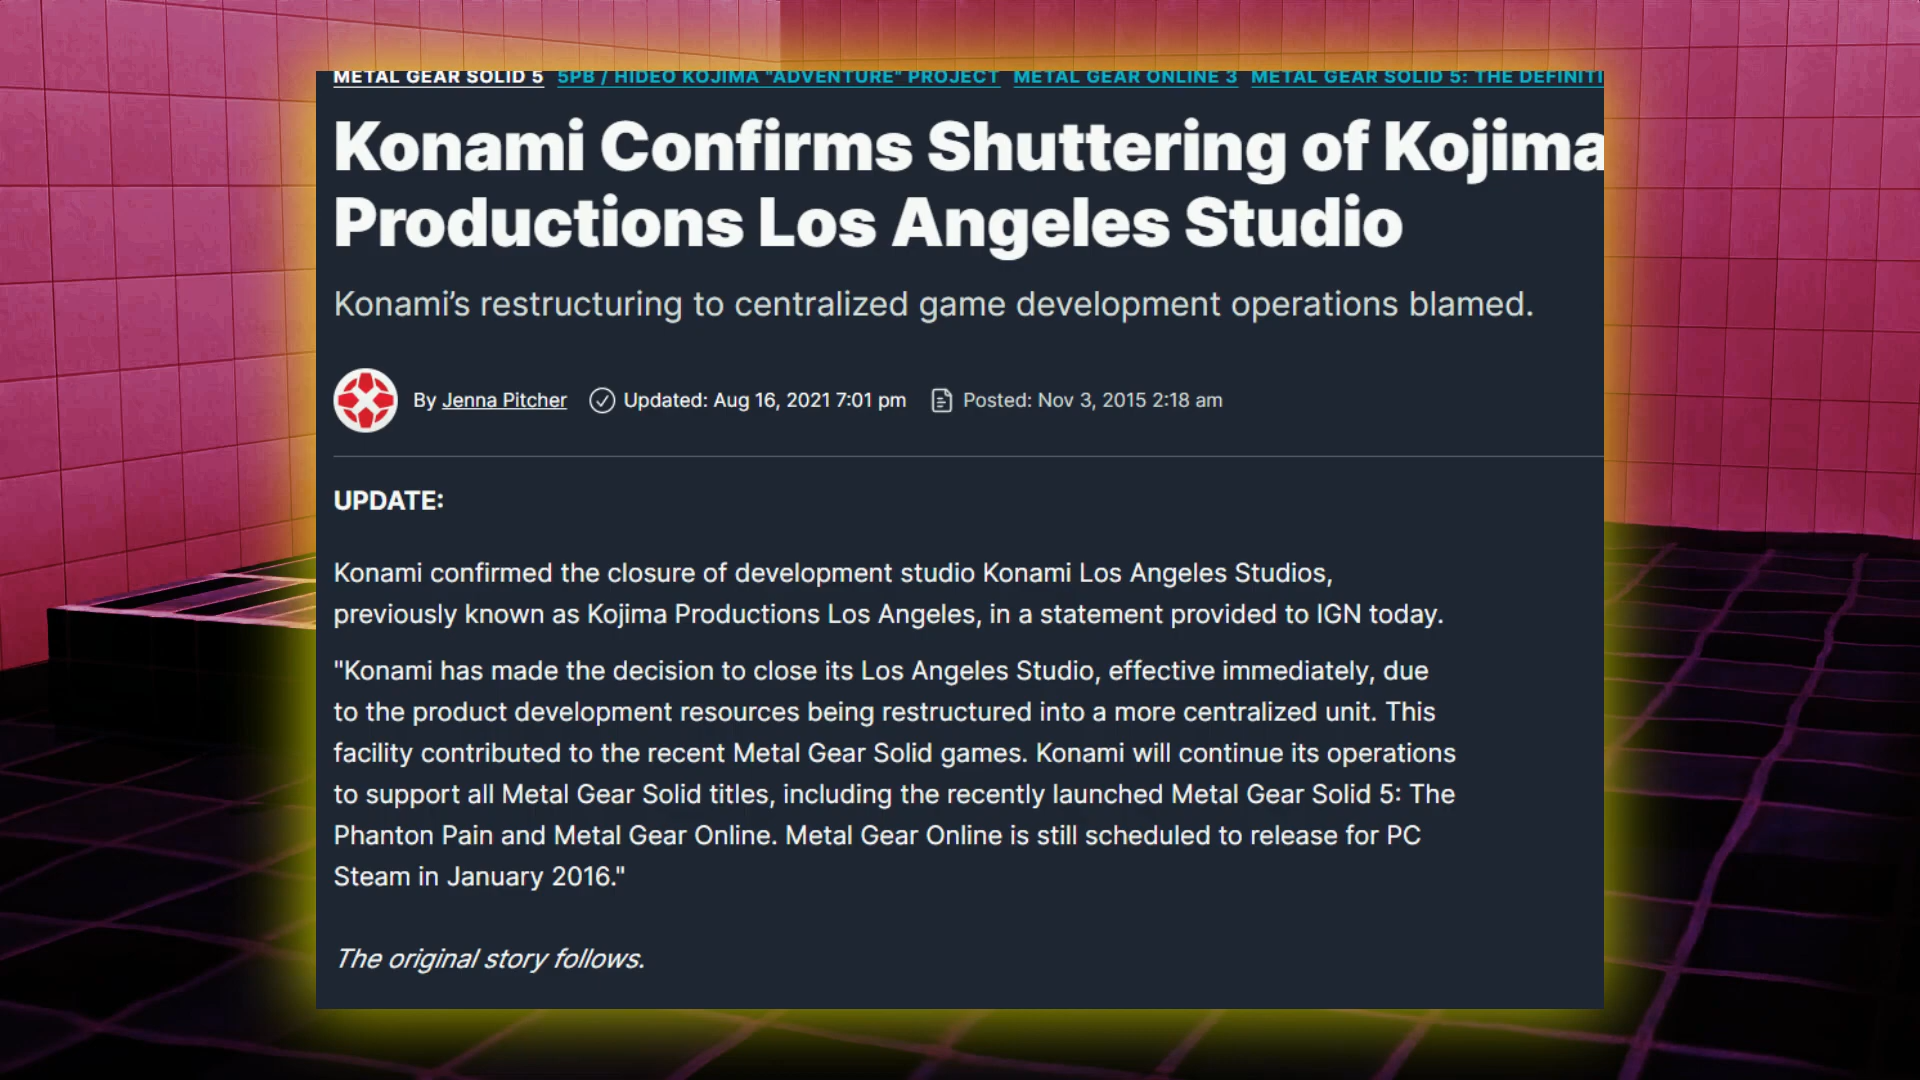 METAL GEAR SOLID 5 5PB / HIDEO KOJIMA "ADVENTURE" PROJECT METAL GEAR ONLINE 3 METAL GEAR SOLID 5: THE DEFINITI
Konami Confirms Shuttering of Kojima
Productions Los Angeles Studio
Konami's restructuring to centralized game development operations blamed.
By Jenna Pitcher Updated: Aug 16, 2021 7:01 pm Posted: Nov 3, 2015 2:18 am
UPDATE:
Konami confirmed the closure of development studio Konami Los Angeles Studios,
previously known as Kojima Productions Los Angeles, in a statement provided to IGN today.
"Konami has made the decision to close its Los Angeles Studio, effective immediately, due
to the product development resources being restructured into a more centralized unit. This
facility contributed to the recent Metal Gear Solid games. Konami will continue its operations
to support all Metal Gear Solid titles, including the recently launched Metal Gear Solid 5: The
Phanton Pain and Metal Gear Online. Metal Gear Online is still scheduled to release for PC
Steam in January 2016."
The original story follows.